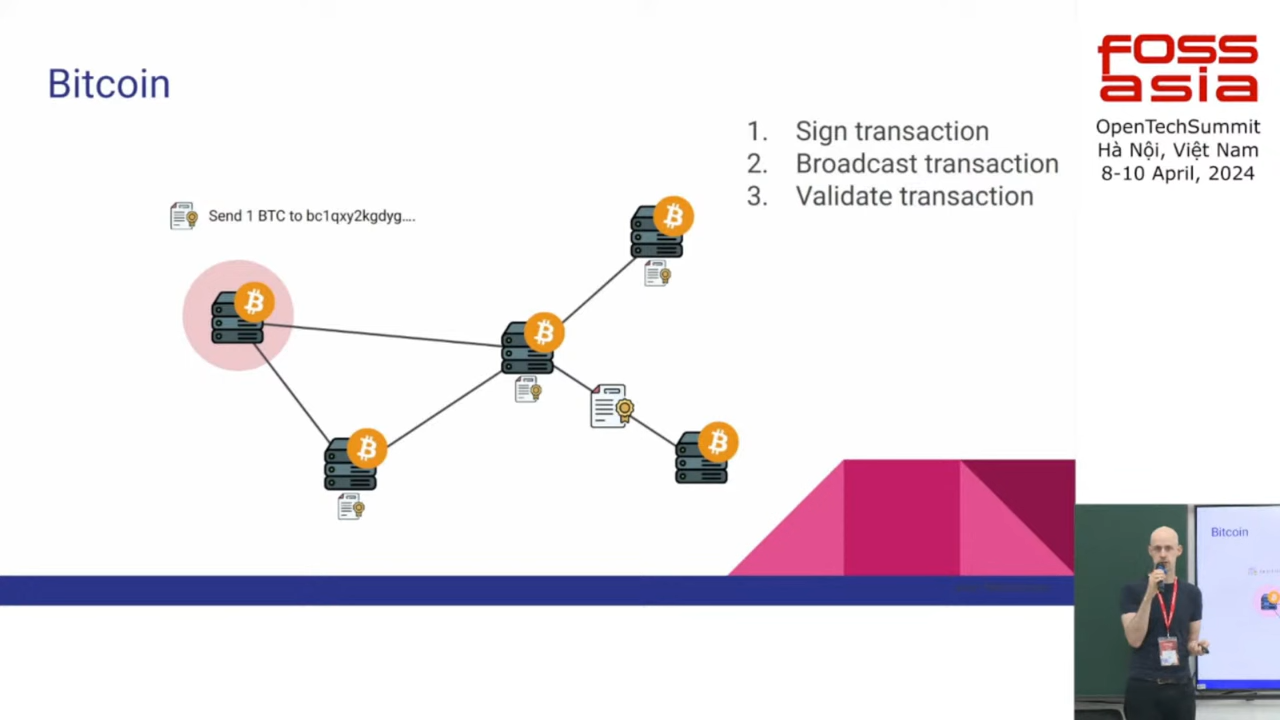 Bitcoin
1. Sign transaction
2. Broadcast transaction
3. Validate transaction
Send 1 BTC to bc1qxy2kgdyg....
FOSS
asia
OpenTechSummit
Hà Nội, Việt Nam
8-10 April, 2024
Bitcoin